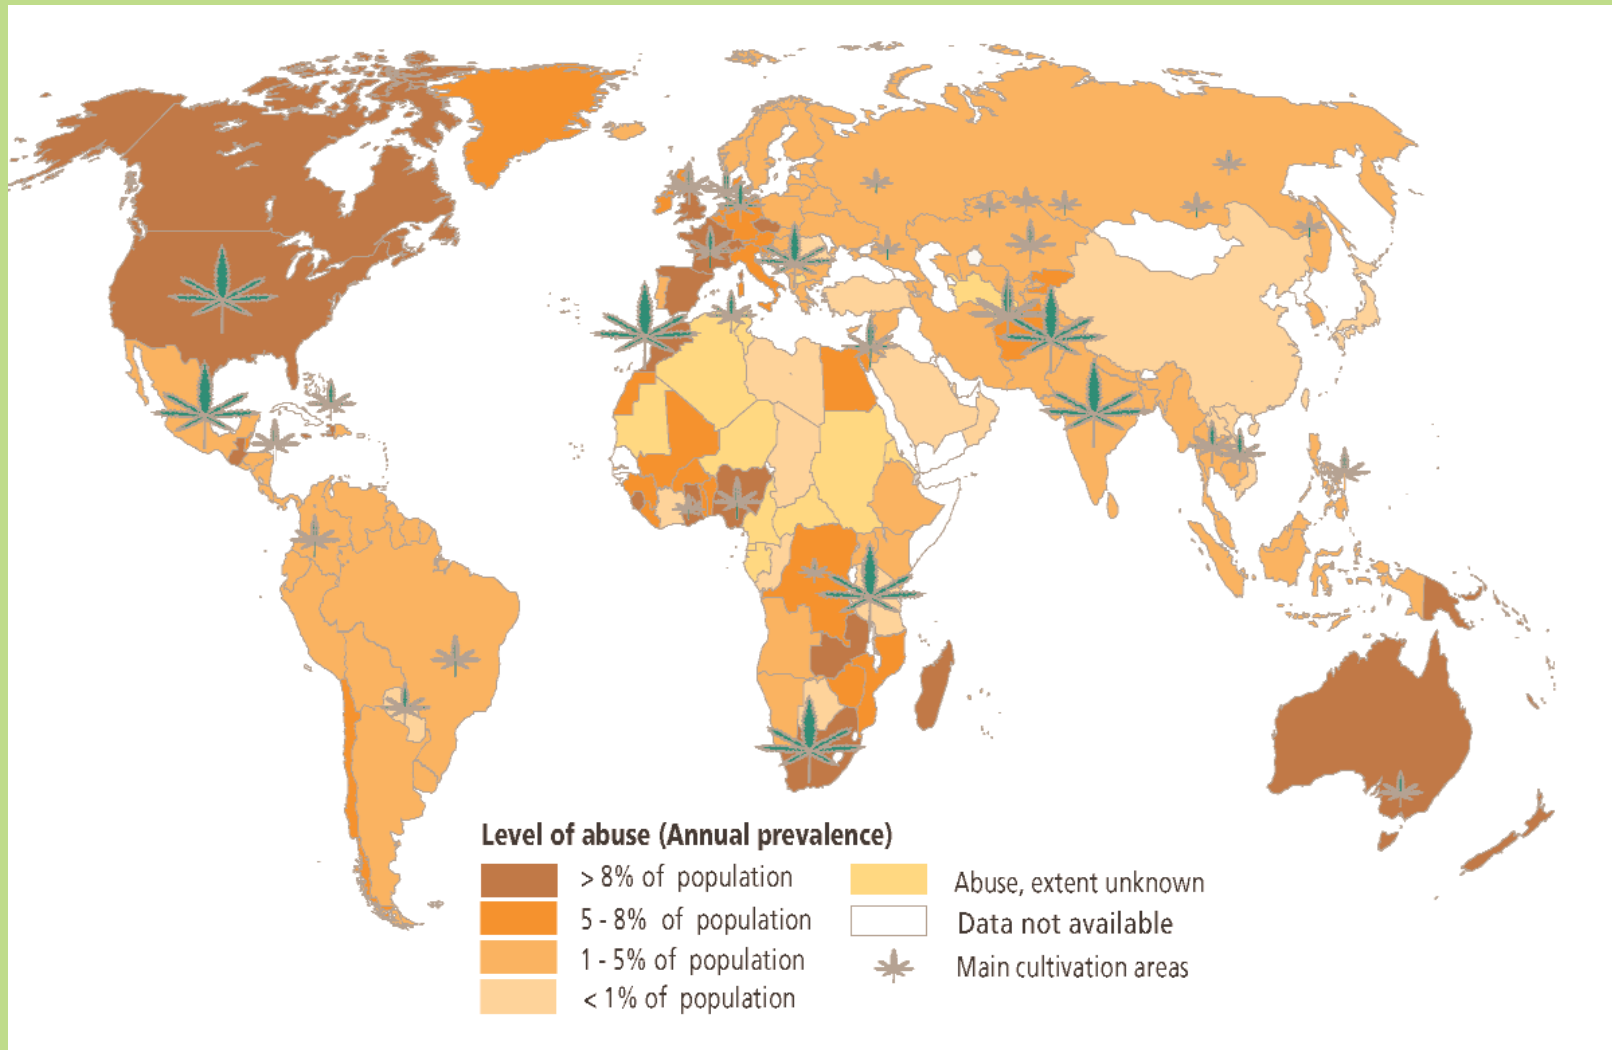 Level of abuse (Annual prevalence)
> 8% of population
5 - 8% of population
1 - 5% of population
< 1% of population
Abuse, extent unknown
Data not available
Main cultivation areas